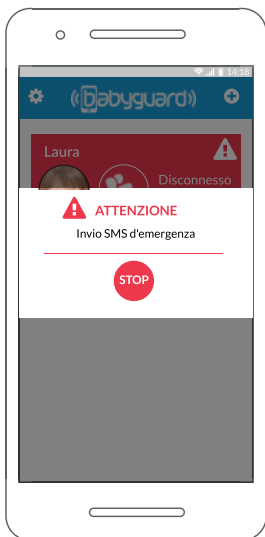 14:18
babyguard
Laura
Disconnesso
ATTENZIONE
Invio SMS d'emergenza
STOP